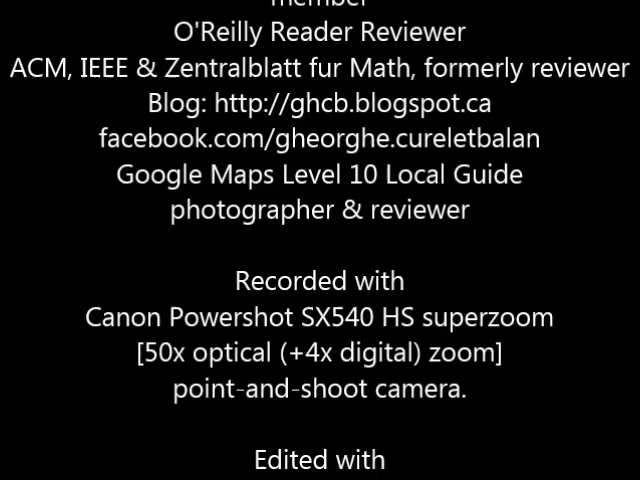 member
O'Reilly Reader Reviewer
ACM, IEEE & Zentralblatt fur Math, formerly reviewer
Blog: http://ghcb.blogspot.ca
facebook.com/gheorghe.cureletbalan
Google Maps Level 10 Local Guide
photographer & reviewer
Recorded with
Canon Powershot SX540 HS superzoom
[50x optical (+4x digital) zoom]
point-and-shoot camera.
Edited with